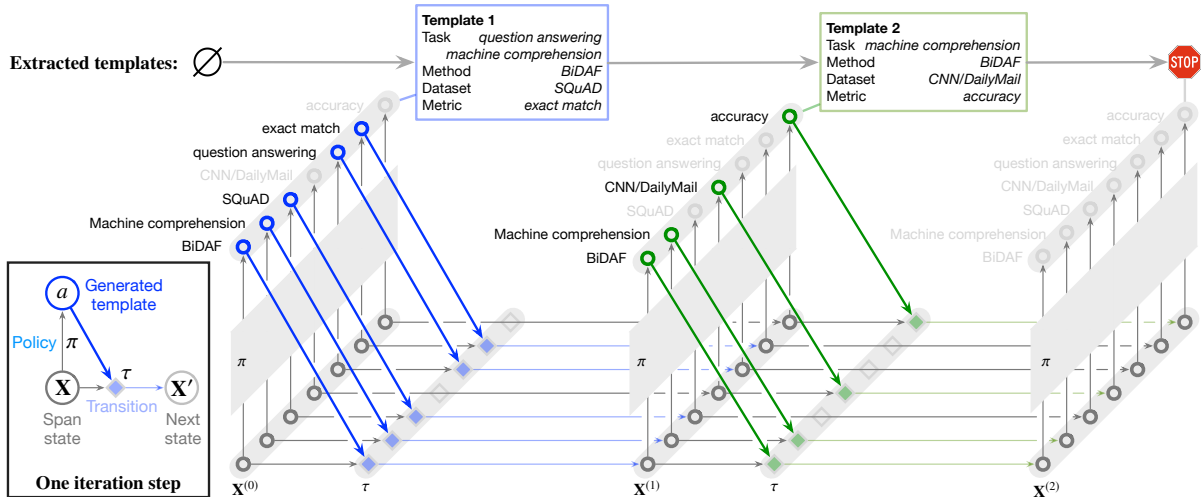 Extracted templates:
Template 1
Task question answering
machine comprehension
Method BiDAF
Dataset SQuAD
Metric exact match
Template 2
Task machine comprehension
Method BiDAF
Dataset CNN/DailyMail
Metric accuracy
STOP
accuracy
exact match
question answering
CNN/DailyMail
SQuAD
Machine comprehension
BiDAF
π
X(0)
τ
accuracy
exact match
question answering
CNN/DailyMail
SQuAD
Machine comprehension
BiDAF
π
X(1)
τ
accuracy
exact match
question answering
CNN/DailyMail
SQuAD
Machine comprehension
BiDAF
π
X(2)
a
Generated
template
Policy
π
τ
X
X′
Transition
Span
state
Next
state
One iteration step